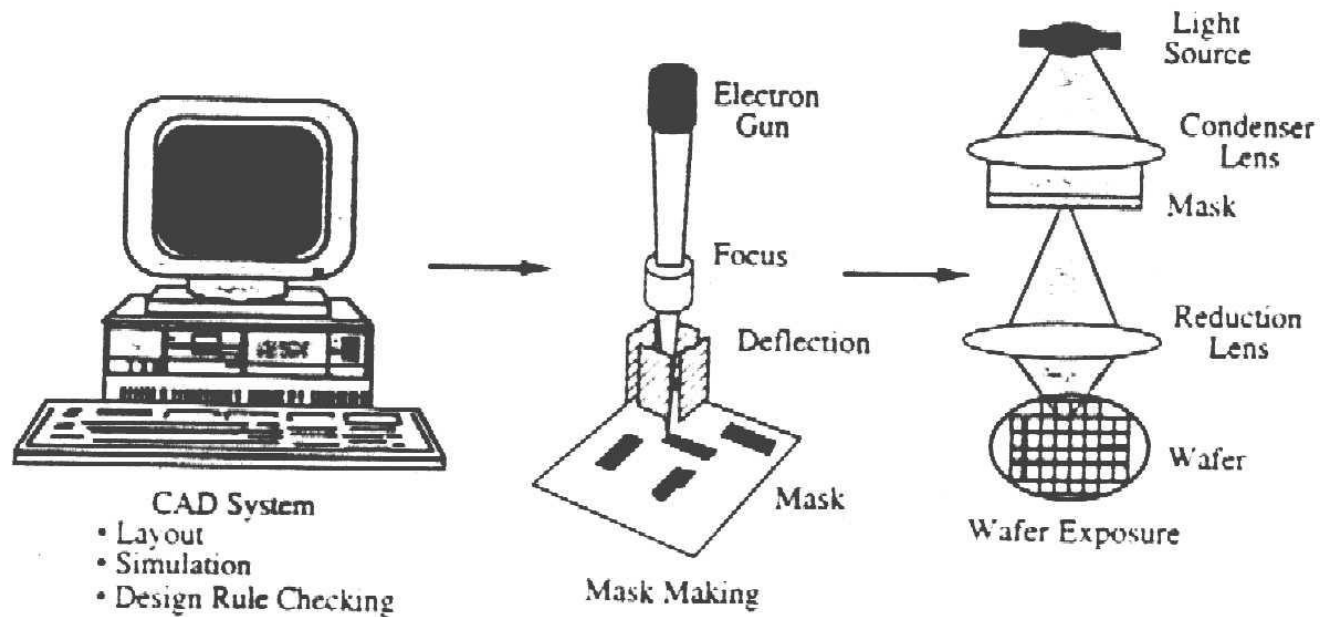 CAD System
• Layout
• Simulation
• Design Rule Checking
Electron
Gun
Focus
Deflection
Mask
Mask Making
Light
Source
Condenser
Lens
Mask
Reduction
Lens
Wafer
Wafer Exposure